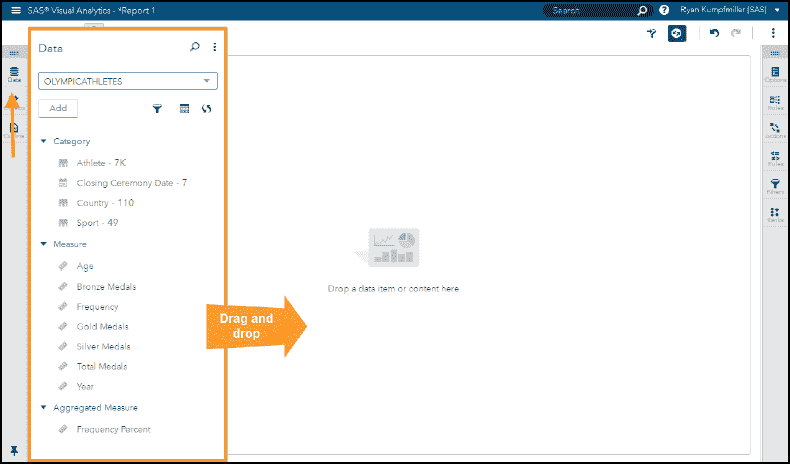 SAS® Visual Analytics - *Report 1
Search
Ryan Kumpfmiller [SAS]
Data
OLYMPICATHLETES
Add
Category
Athlete - 7K
Closing Ceremony Date - 7
Country - 110
Sport - 49
Measure
Age
Bronze Medals
Frequency
Gold Medals
Silver Medals
Total Medals
Year
Aggregated Measure
Frequency Percent
Data
Drag and
drop
Drop a data item or content here
Options
Roles
Actions
Rules
Filters
Ranks